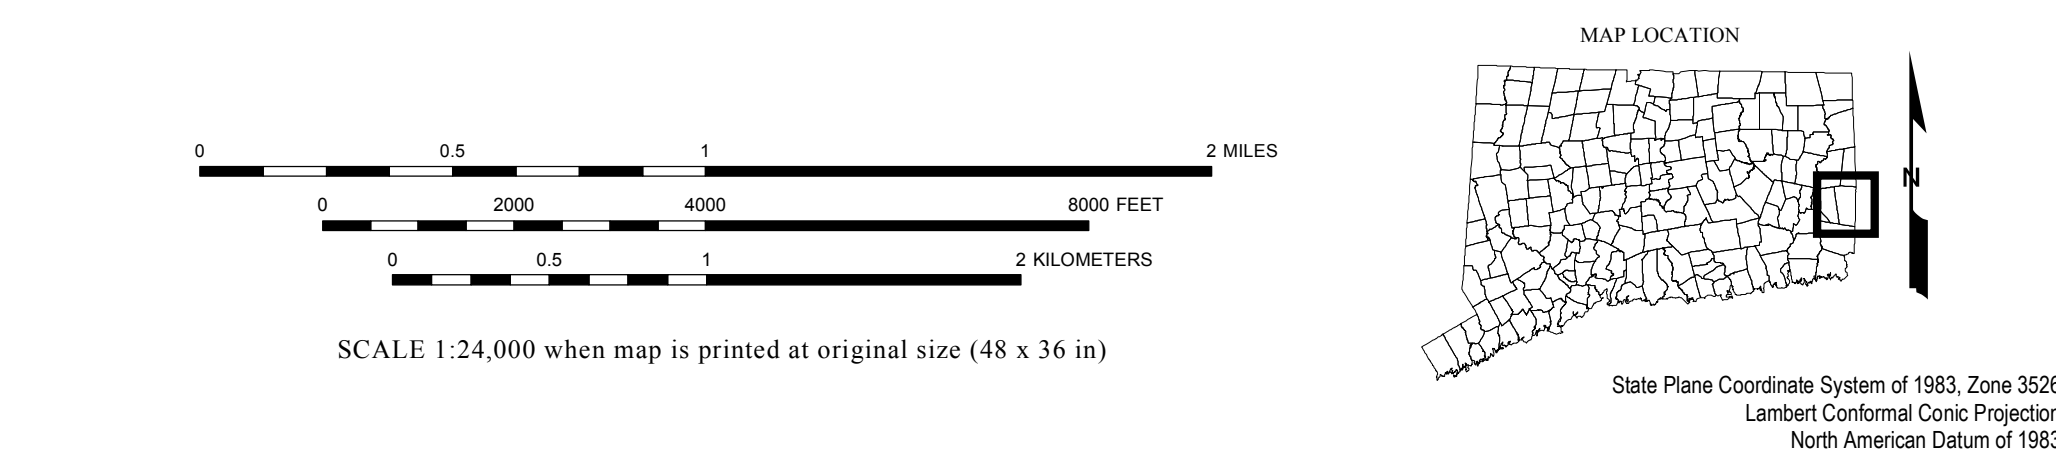 MAP LOCATION
0 0.5 1 2 MILES
0 2000 4000 8000 FEET
0 0.5 1 2 KILOMETERS
N
SCALE 1:24,000 when map is printed at original size (48 x 36 in)
State Plane Coordinate System of 1983, Zone 3526
Lambert Conformal Conic Projection
North American Datum of 1983